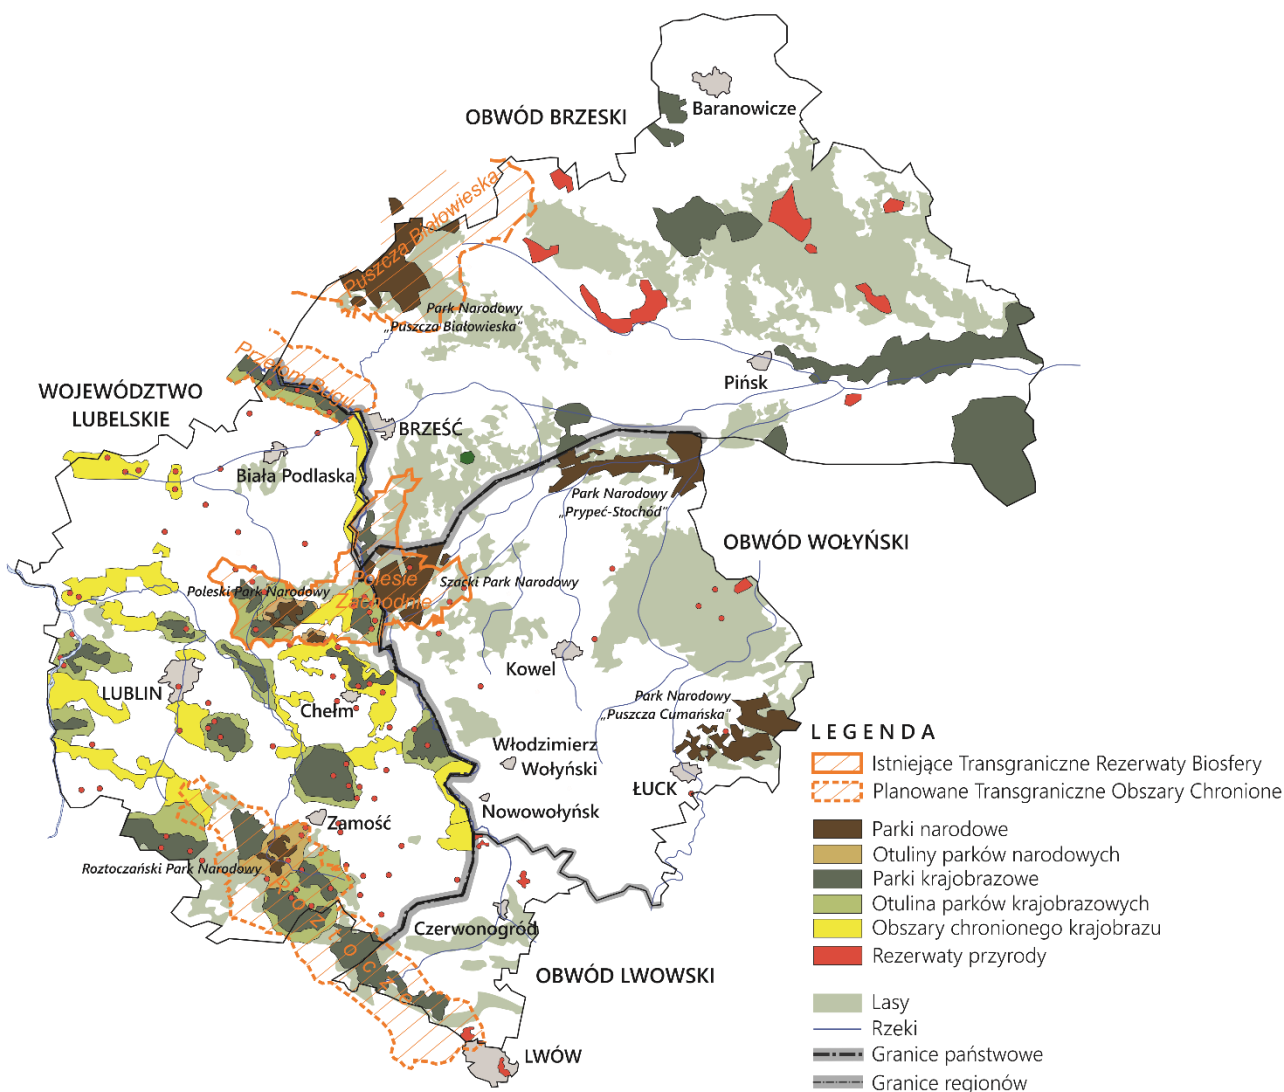 Baranowicze
OBWÓD BRZESKI
Puszcza Białowieska
Park Narodowy
„Puszcza Białowieska”
Przełom Bugu
WOJEWÓDZTWO
LUBELSKIE
Pińsk
BRZEŚĆ
Biała Podlaska
Park Narodowy
„Prypeć-Stochód”
OBWÓD WOŁYŃSKI
Poleski Park Narodowy
Polesie
Zachodnie
Szacki Park Narodowy
Kowel
LUBLIN
Chełm
Park Narodowy
„Puszcza Cumańska”
Włodzimierz
Wołyński
ŁUCK
Nowowołyńsk
Zamość
Roztoczański Park Narodowy
Roztocze
Czerwonogród
OBWÓD LWOWSKI
LWÓW
LEGENDA
Istniejące Transgraniczne Rezerwaty Biosfery
Planowane Transgraniczne Obszary Chronione
Parki narodowe
Otuliny parków narodowych
Parki krajobrazowe
Otulina parków krajobrazowych
Obszary chronionego krajobrazu
Rezerwaty przyrody
Lasy
Rzeki
Granice państwowe
Granice regionów